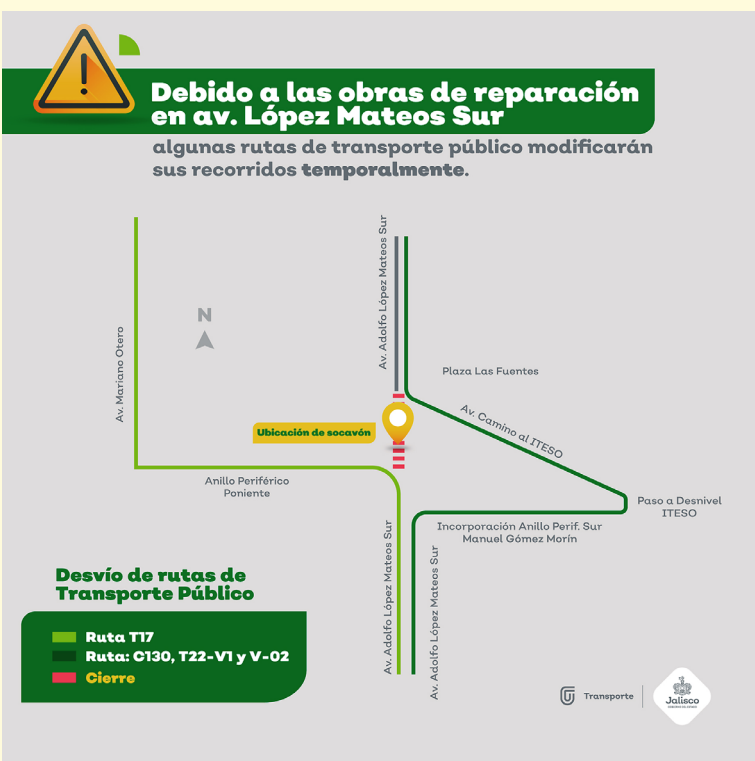 Debido a las obras de reparación
en av. López Mateos Sur
algunas rutas de transporte público modificarán
sus recorridos temporalmente.
Av. Adolfo López Mateos Sur
N
Av. Mariano Otero
Plaza Las Fuentes
Av. Camino al ITESO
Ubicación de socavón
Anillo Periférico
Poniente
Paso a Desnivel
ITESO
Incorporación Anillo Perif. Sur
Manuel Gómez Morín
Av. Adolfo López Mateos Sur
Av. Adolfo López Mateos Sur
Desvío de rutas de
Transporte Público
Ruta T17
Ruta: C130, T22-V1 y V-02
Cierre
Transporte
Jalisco